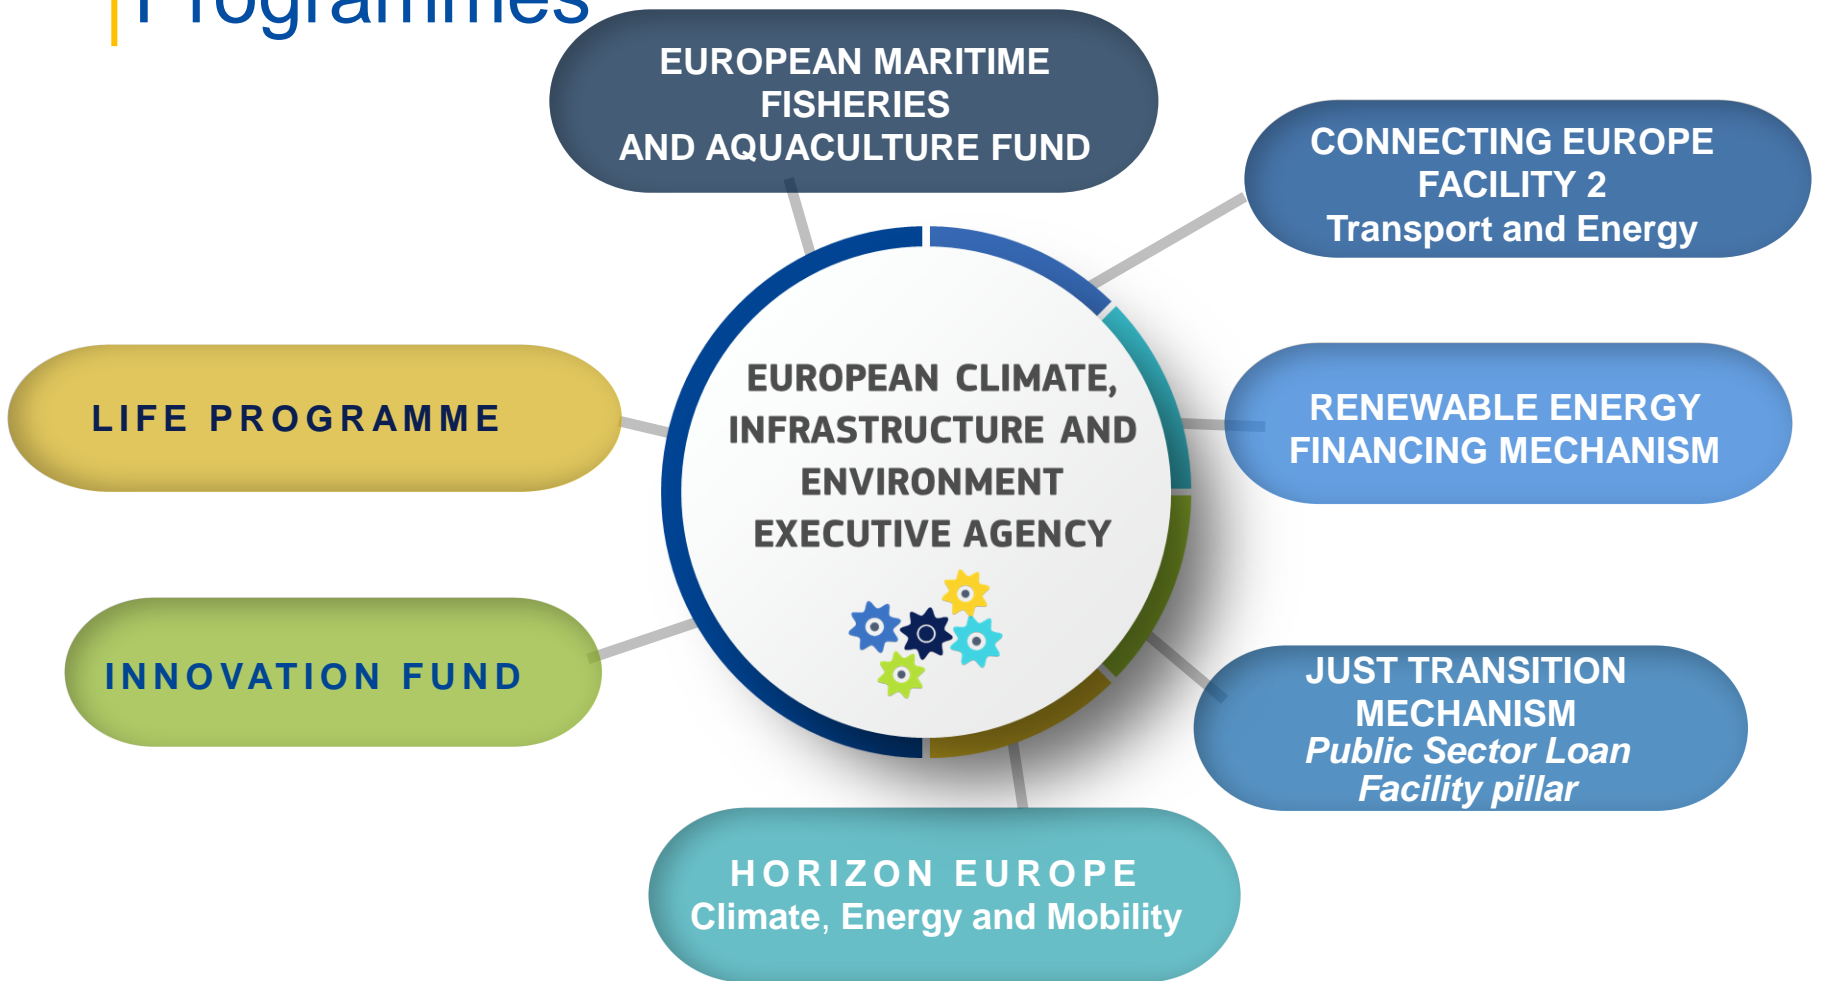 Programmes
EUROPEAN MARITIME
FISHERIES
AND AQUACULTURE FUND
CONNECTING EUROPE
FACILITY 2
Transport and Energy
LIFE PROGRAMME
EUROPEAN CLIMATE,
INFRASTRUCTURE AND
ENVIRONMENT
EXECUTIVE AGENCY
RENEWABLE ENERGY
FINANCING MECHANISM
INNOVATION FUND
JUST TRANSITION
MECHANISM
Public Sector Loan
Facility pillar
HORIZON EUROPE
Climate, Energy and Mobility